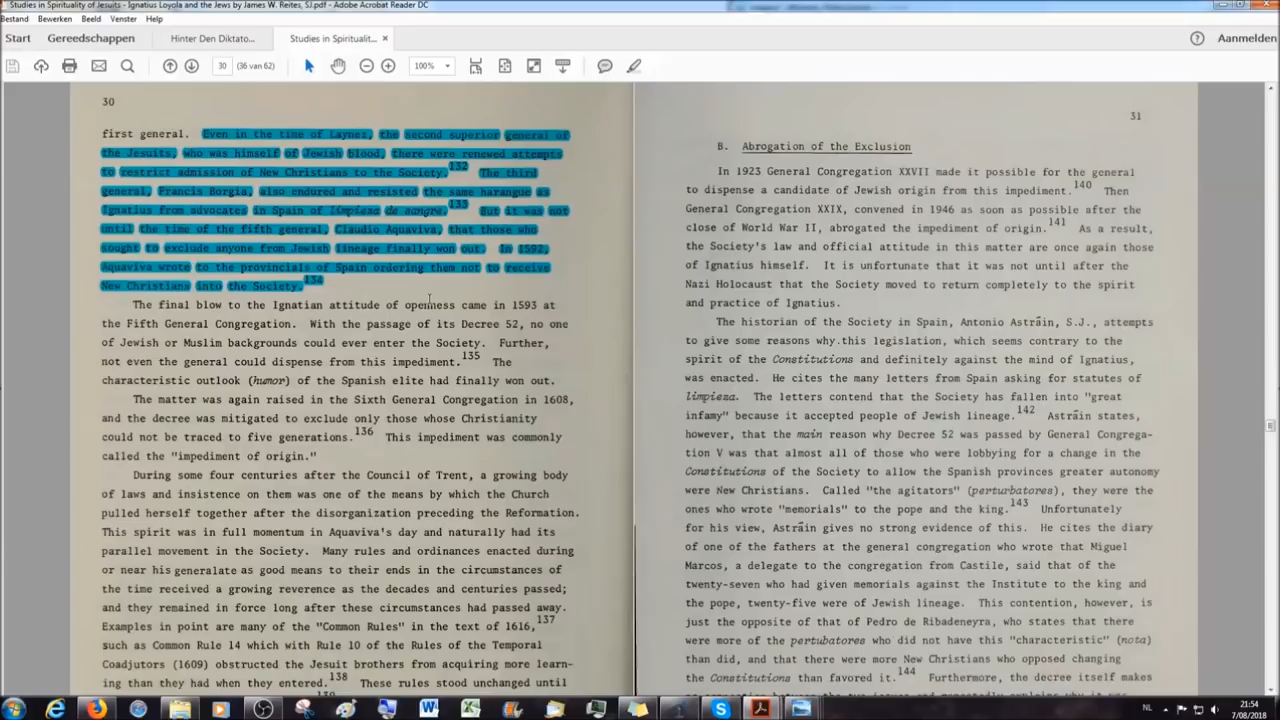 Studies in Spirituality of Jesuits - Ignatius Loyola and the Jews by James W. Reites, SJ.pdf - Adobe Acrobat Reader DC
Bestand Bewerken Beeld Venster Help
Start Gereedschappen Hinter Den Diktato... Studies in Spiritualit... ×
Aanmelden
30 (36 van 62) 100%
30
first general. Even in the time of Laynez, the second superior general of
the Jesuits, who was himself of Jewish blood, there were renewed attempts
to restrict admission of New Christians to the Society.132 The third
general, Francis Borgia, also endured and resisted the same harangue as
Ignatius from advocates in Spain of limpieza de sangre.133 But it was not
until the time of the fifth general, Claudio Aquaviva, that those who
sought to exclude anyone from Jewish lineage finally won out. In 1592,
Aquaviva wrote to the provincials of Spain ordering them not to receive
New Christians into the Society.134
The final blow to the Ignatian attitude of openness came in 1593 at
the Fifth General Congregation. With the passage of its Decree 52, no one
of Jewish or Muslim backgrounds could ever enter the Society. Further,
not even the general could dispense from this impediment.135 The
characteristic outlook (humor) of the Spanish elite had finally won out.
The matter was again raised in the Sixth General Congregation in 1608,
and the decree was mitigated to exclude only those whose Christianity
could not be traced to five generations.136 This impediment was commonly
called the "impediment of origin."
During some four centuries after the Council of Trent, a growing body
of laws and insistence on them was one of the means by which the Church
pulled herself together after the disorganization preceding the Reformation.
This spirit was in full momentum in Aquaviva's day and naturally had its
parallel movement in the Society. Many rules and ordinances enacted during
or near his generalate as good means to their ends in the circumstances of
the time received a growing reverence as the decades and centuries passed;
and they remained in force long after these circumstances had passed away.
Examples in point are many of the "Common Rules" in the text of 1616,137
such as Common Rule 14 which with Rule 10 of the Rules of the Temporal
Coadjutors (1609) obstructed the Jesuit brothers from acquiring more learn-
ing than they had when they entered.138 These rules stood unchanged until
31
B. Abrogation of the Exclusion
In 1923 General Congregation XXVII made it possible for the general
to dispense a candidate of Jewish origin from this impediment.140 Then
General Congregation XXIX, convened in 1946 as soon as possible after the
close of World War II, abrogated the impediment of origin.141 As a result,
the Society's law and official attitude in this matter are once again those
of Ignatius himself. It is unfortunate that it was not until after the
Nazi Holocaust that the Society moved to return completely to the spirit
and practice of Ignatius.
The historian of the Society in Spain, Antonio Astrāin, S.J., attempts
to give some reasons why this legislation, which seems contrary to the
spirit of the Constitutions and definitely against the mind of Ignatius,
was enacted. He cites the many letters from Spain asking for statutes of
limpieza. The letters contend that the Society has fallen into "great
infamy" because it accepted people of Jewish lineage.142 Astrāin states,
however, that the main reason why Decree 52 was passed by General Congrega-
tion V was that almost all of those who were lobbying for a change in the
Constitutions of the Society to allow the Spanish provinces greater autonomy
were New Christians. Called "the agitators" (perturbatores), they were the
ones who wrote "memorials" to the pope and the king.143 Unfortunately
for his view, Astrāin gives no strong evidence of this. He cites the diary
of one of the fathers at the general congregation who wrote that Miguel
Marcos, a delegate to the congregation from Castile, said that of the
twenty-seven who had given memorials against the Institute to the king and
the pope, twenty-five were of Jewish lineage. This contention, however, is
just the opposite of that of Pedro de Ribadeneyra, who states that there
were more of the pertubatores who did not have this "characteristic" (nota)
than did, and that there were more New Christians who opposed changing
the Constitutions than favored it.144 Furthermore, the decree itself makes
NL 21:54
7/08/2018